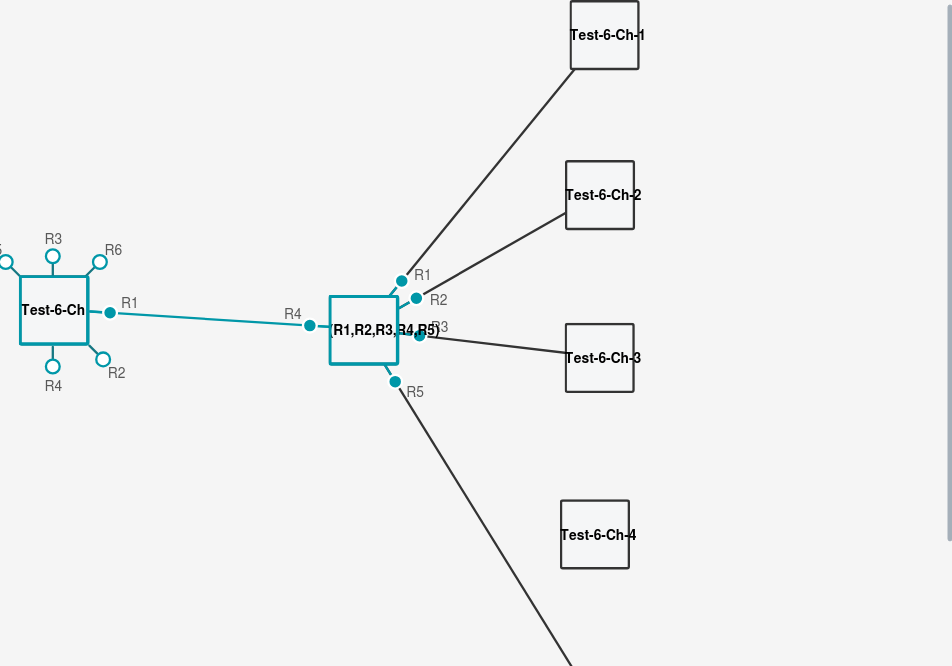 Test-6-Ch-1
Test-6-Ch-2
R3
R6
R1
R2
Test-6-Ch
R1
R4
(R1,R2,R3,R4,R5)
R3
Test-6-Ch-3
R2
R4
R5
Test-6-Ch-4